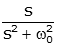 s / (s² + ω₀²)